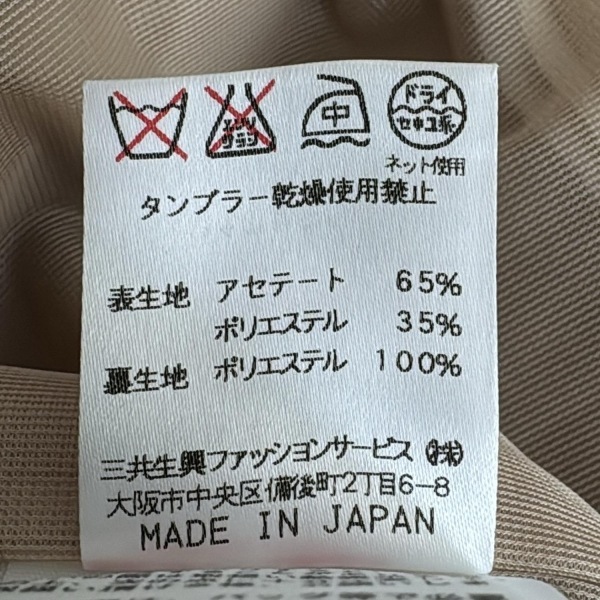 エンソ サラシ
中
ドライ
セキユ系
ネット使用
タンブラー乾燥使用禁止
表生地 アセテート 65%
ポリエステル 35%
裏生地 ポリエステル 100%
三共生興ファッションサービス(株)
大阪市中央区備後町2丁目6-8
MADE IN JAPAN